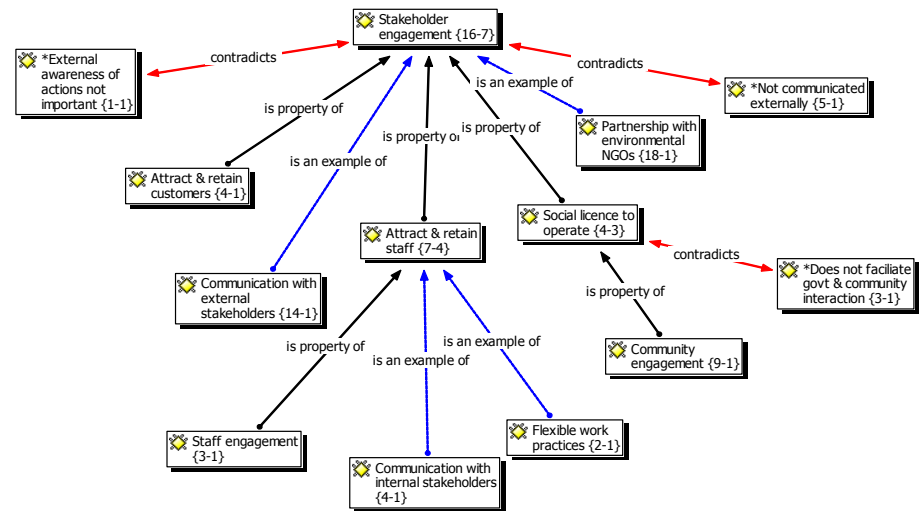 Stakeholder
engagement {16-7}
*External
awareness of
actions not
important {1-1}
contradicts
contradicts
*Not communicated
externally {5-1}
is an example of
Partnership with
environmental
NGOs {18-1}
is property of
is property of
is property of
is an example of
Attract & retain
customers {4-1}
Attract & retain
staff {7-4}
Social licence to
operate {4-3}
contradicts
*Does not faciliate
govt & community
interaction {3-1}
Communication with
external
stakeholders {14-1}
is property of
is property of
is an example of
is an example of
Community
engagement {9-1}
Staff engagement
{3-1}
Communication with
internal stakeholders
{4-1}
Flexible work
practices {2-1}